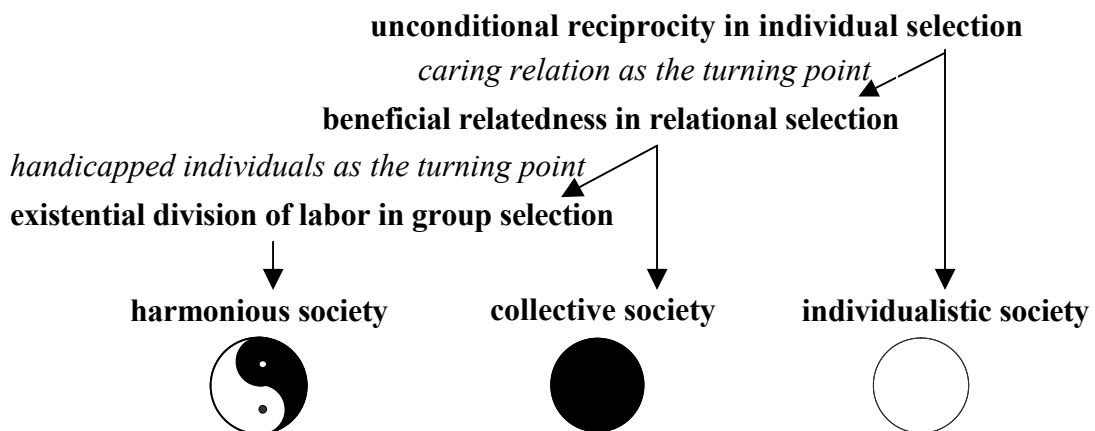 unconditional reciprocity in individual selection
caring relation as the turning point
beneficial relatedness in relational selection
handicapped individuals as the turning point
existential division of labor in group selection
harmonious society
collective society
individualistic society